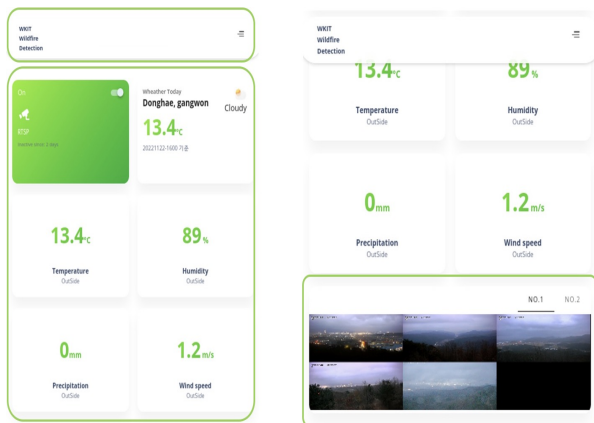 WKIT
Wildfire
Detection
On
RTSP
Wheather Today
Donghae, gangwon
Cloudy
13.4℃
20221122-1600 기준
13.4℃
Temperature
OutSide
89 %
Humidity
OutSide
0mm
Precipitation
OutSide
1.2 m/s
Wind speed
OutSide
WKIT
Wildfire
Detection
13.4℃
Temperature
OutSide
89 %
Humidity
OutSide
0mm
Precipitation
OutSide
1.2 m/s
Wind speed
OutSide
NO.1
NO.2